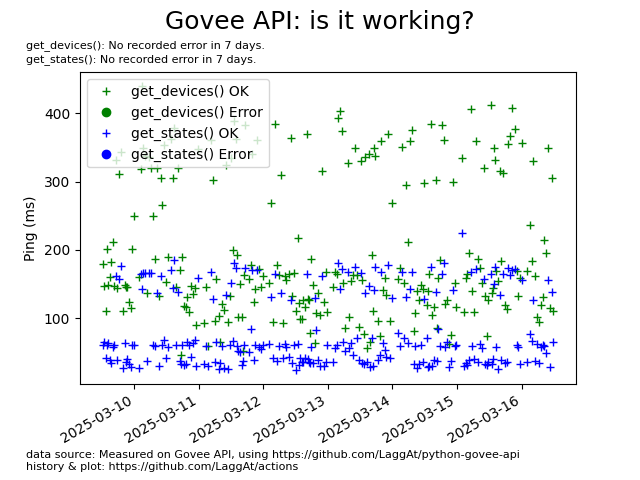 Govee API: is it working?
get_devices(): No recorded error in 7 days.
get_states(): No recorded error in 7 days.
get_devices() OK
get_devices() Error
get_states() OK
get_states() Error
Ping (ms)
400
300
200
100
2025-03-10
2025-03-11
2025-03-12
2025-03-13
2025-03-14
2025-03-15
2025-03-16
data source: Measured on Govee API, using https://github.com/LaggAt/python-govee-api
history & plot: https://github.com/LaggAt/actions